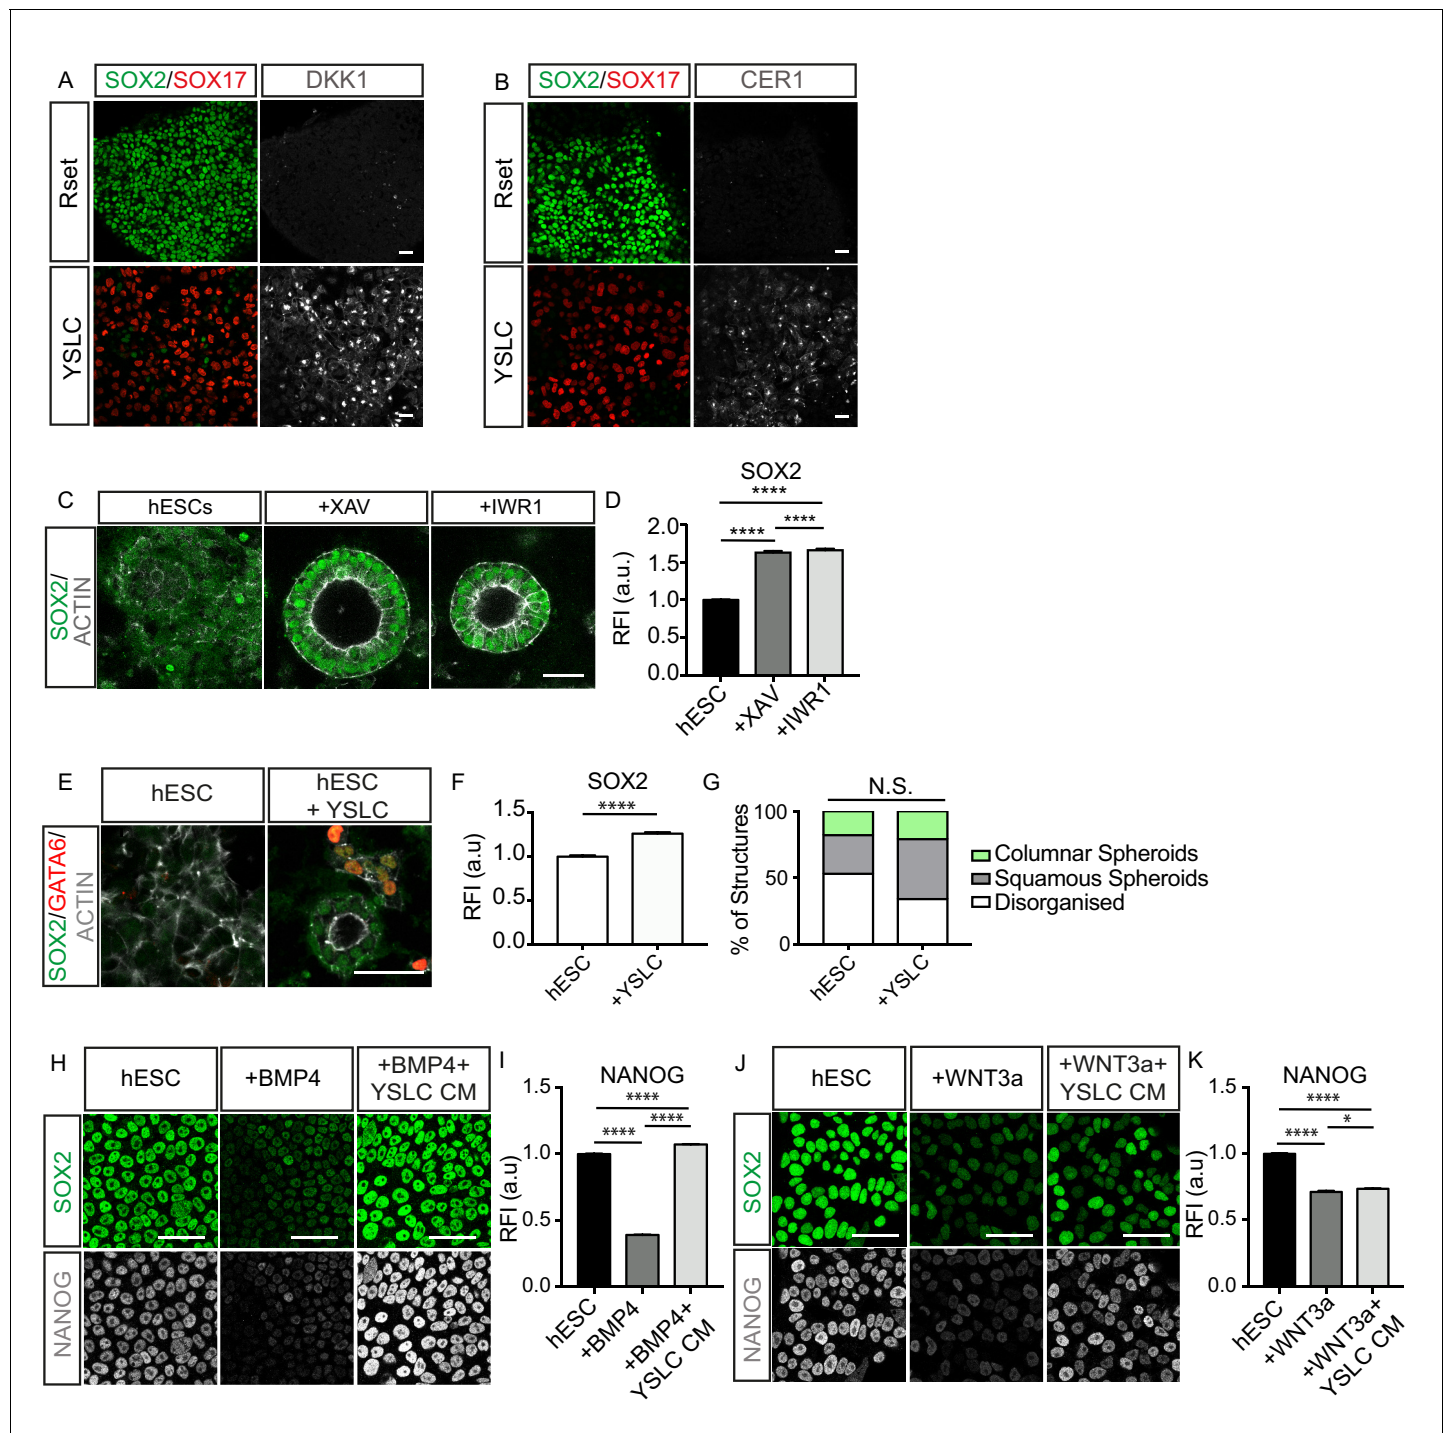 A
SOX2/SOX17
DKK1
Rset
YSLC
B
SOX2/SOX17
CER1
Rset
YSLC
C
hESCs
+XAV
+IWR1
SOX2/
ACTIN
D
SOX2
****
****
****
RFI (a.u.)
2.0
1.5
1.0
0.5
0.0
hESC
+XAV
+IWR1
E
hESC
hESC
+ YSLC
SOX2/GATA6/
ACTIN
F
SOX2
****
RFI (a.u)
1.5
1.0
0.5
0.0
hESC
+YSLC
G
N.S.
% of Structures
100
50
0
hESC
+YSLC
Columnar Spheroids
Squamous Spheroids
Disorganised
H
hESC
+BMP4
+BMP4+
YSLC CM
SOX2
NANOG
I
NANOG
****
****
****
RFI (a.u)
1.5
1.0
0.5
0.0
hESC
+BMP4
+BMP4+
YSLC CM
J
hESC
+WNT3a
+WNT3a+
YSLC CM
SOX2
NANOG
K
NANOG
****
****
*
RFI (a.u)
1.5
1.0
0.5
0.0
hESC
+WNT3a
+WNT3a+
YSLC CM